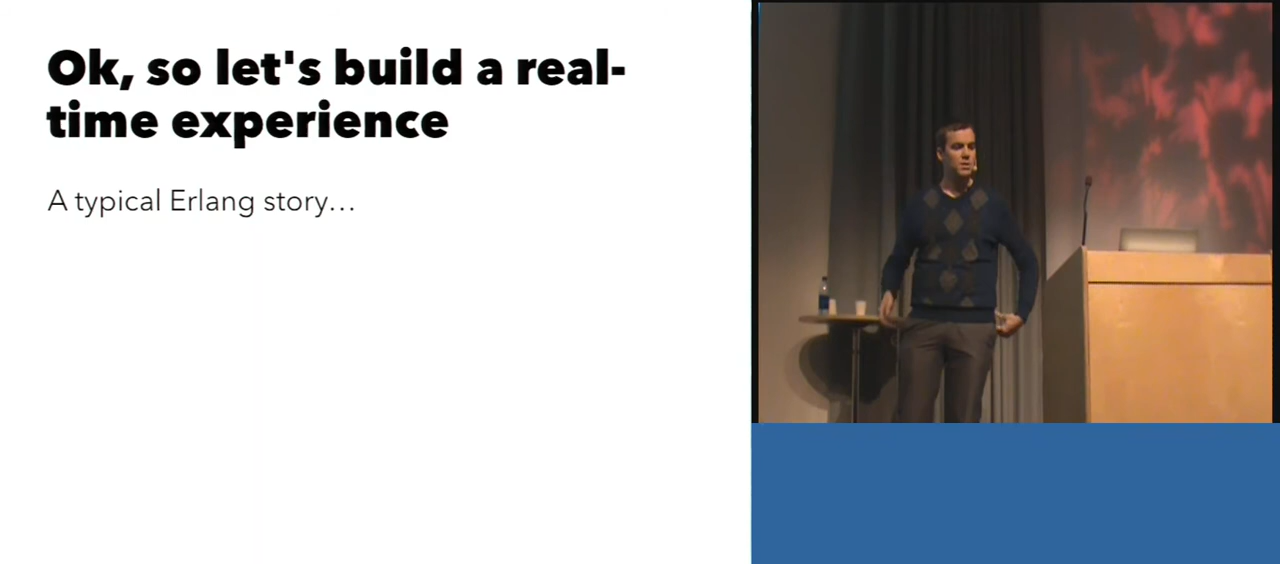 Ok, so let's build a real-
time experience
A typical Erlang story…